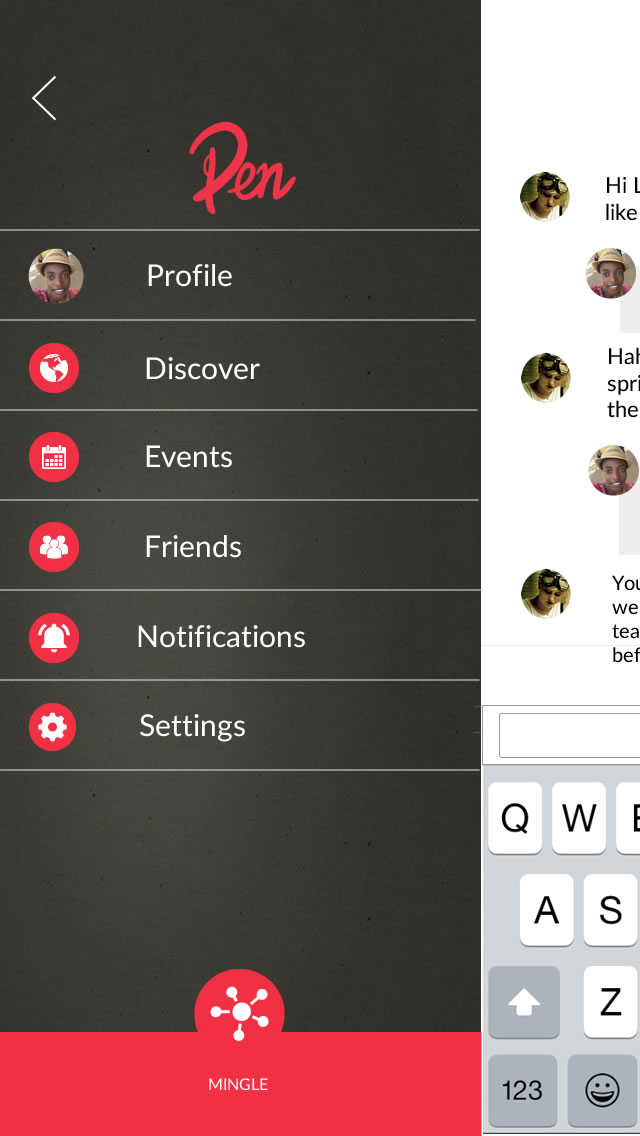 Pen
Profile
Discover
Events
Friends
Notifications
Settings
MINGLE
Hi L
like
Hah
spri
the
You
we
tea
bef
Q W E
A S
Z
123